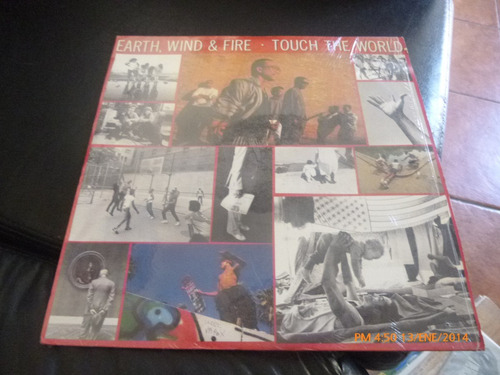 EARTH, WIND & FIRE · TOUCH THE WORLD
PM 4:50 13/ENE/2014